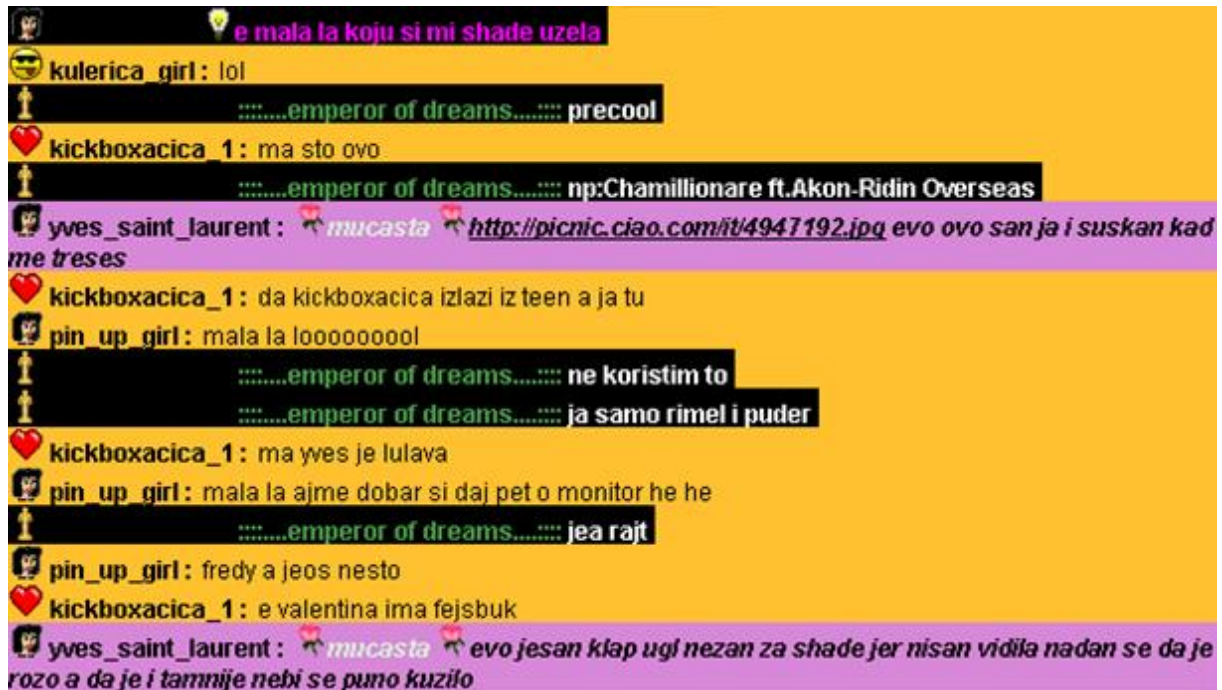 e mala la koju si mi shade uzela
kulerica_girl: lol
::::....emperor of dreams....:::: precool
kickboxacica_1: ma sto ovo
::::....emperor of dreams....:::: np:Chamillionare ft.Akon-Ridin Overseas
yves_saint_laurent: mucasta http://picnic.ciao.com/it/4947192.jpg evo ovo san ja i suskan kad
me treses
kickboxacica_1: da kickboxacica izlazi iz teen a ja tu
pin_up_girl: mala la looooooool
::::....emperor of dreams....:::: ne koristim to
::::....emperor of dreams....:::: ja samo rimel i puder
kickboxacica_1: ma yves je lulava
pin_up_girl: mala la ajme dobar si daj pet o monitor he he
::::....emperor of dreams....:::: jea rajt
pin_up_girl: fredy a jeos nesto
kickboxacica_1: e valentina ima fejsbuk
yves_saint_laurent: mucasta evo jesan klap ugl neznan za shade jer nisan vidila nadan se da je
rozo a da je i tamnije nebi se puno kuzilo